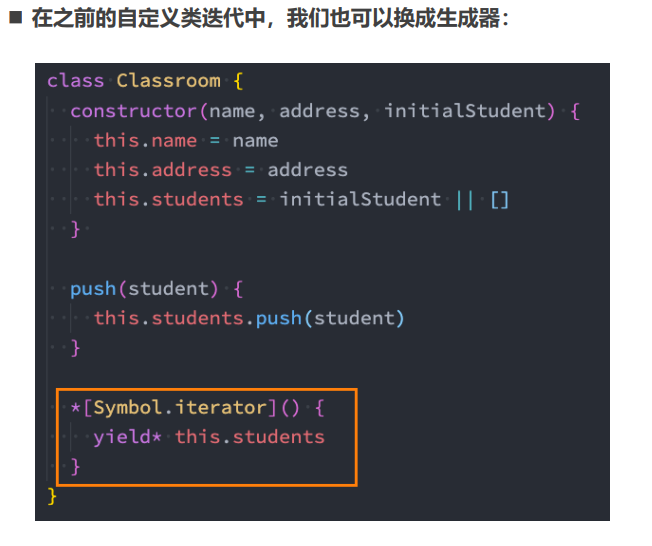 ■ 在之前的自定义类迭代中，我们也可以换成生成器：
class Classroom {
  constructor(name, address, initialStudent) {
    this.name = name
    this.address = address
    this.students = initialStudent || []
  }
  push(student) {
    this.students.push(student)
  }
  *[Symbol.iterator]() {
    yield* this.students
  }
}